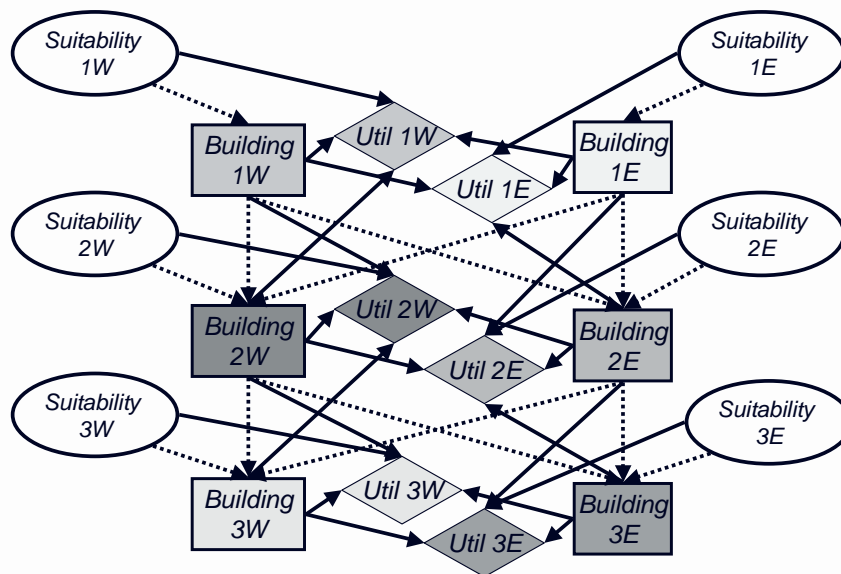 Suitability
1W
Suitability
1E
Util 1W
Building
1W
Building
1E
Util 1E
Suitability
2W
Suitability
2E
Util 2W
Building
2W
Building
2E
Util 2E
Suitability
3W
Suitability
3E
Util 3W
Building
3W
Building
3E
Util 3E